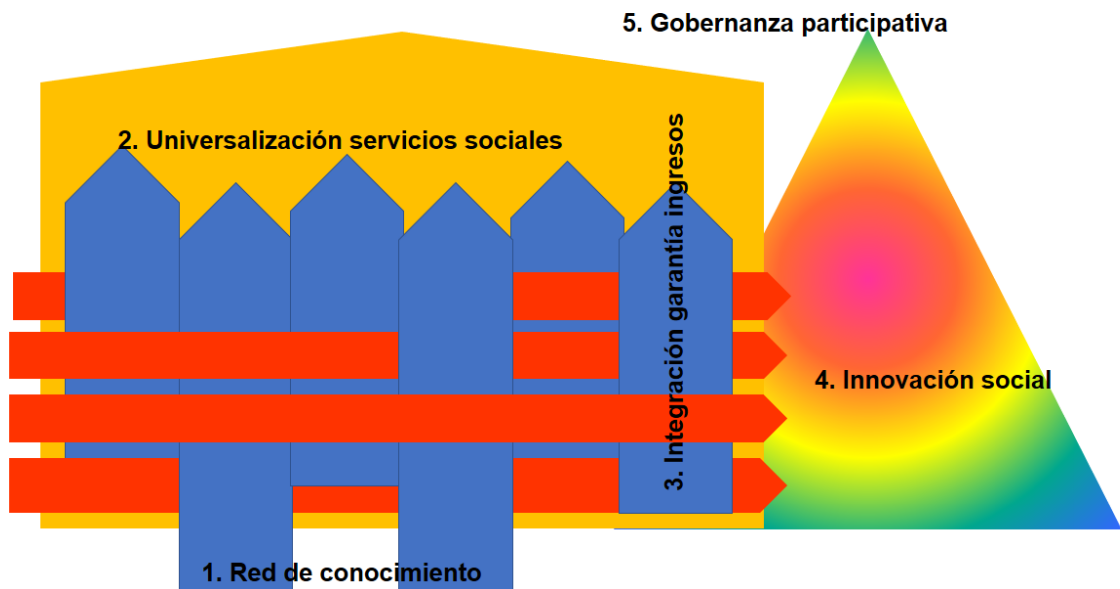 5. Gobernanza participativa
2. Universalización servicios sociales
3. Integración garantía ingresos
4. Innovación social
1. Red de conocimiento